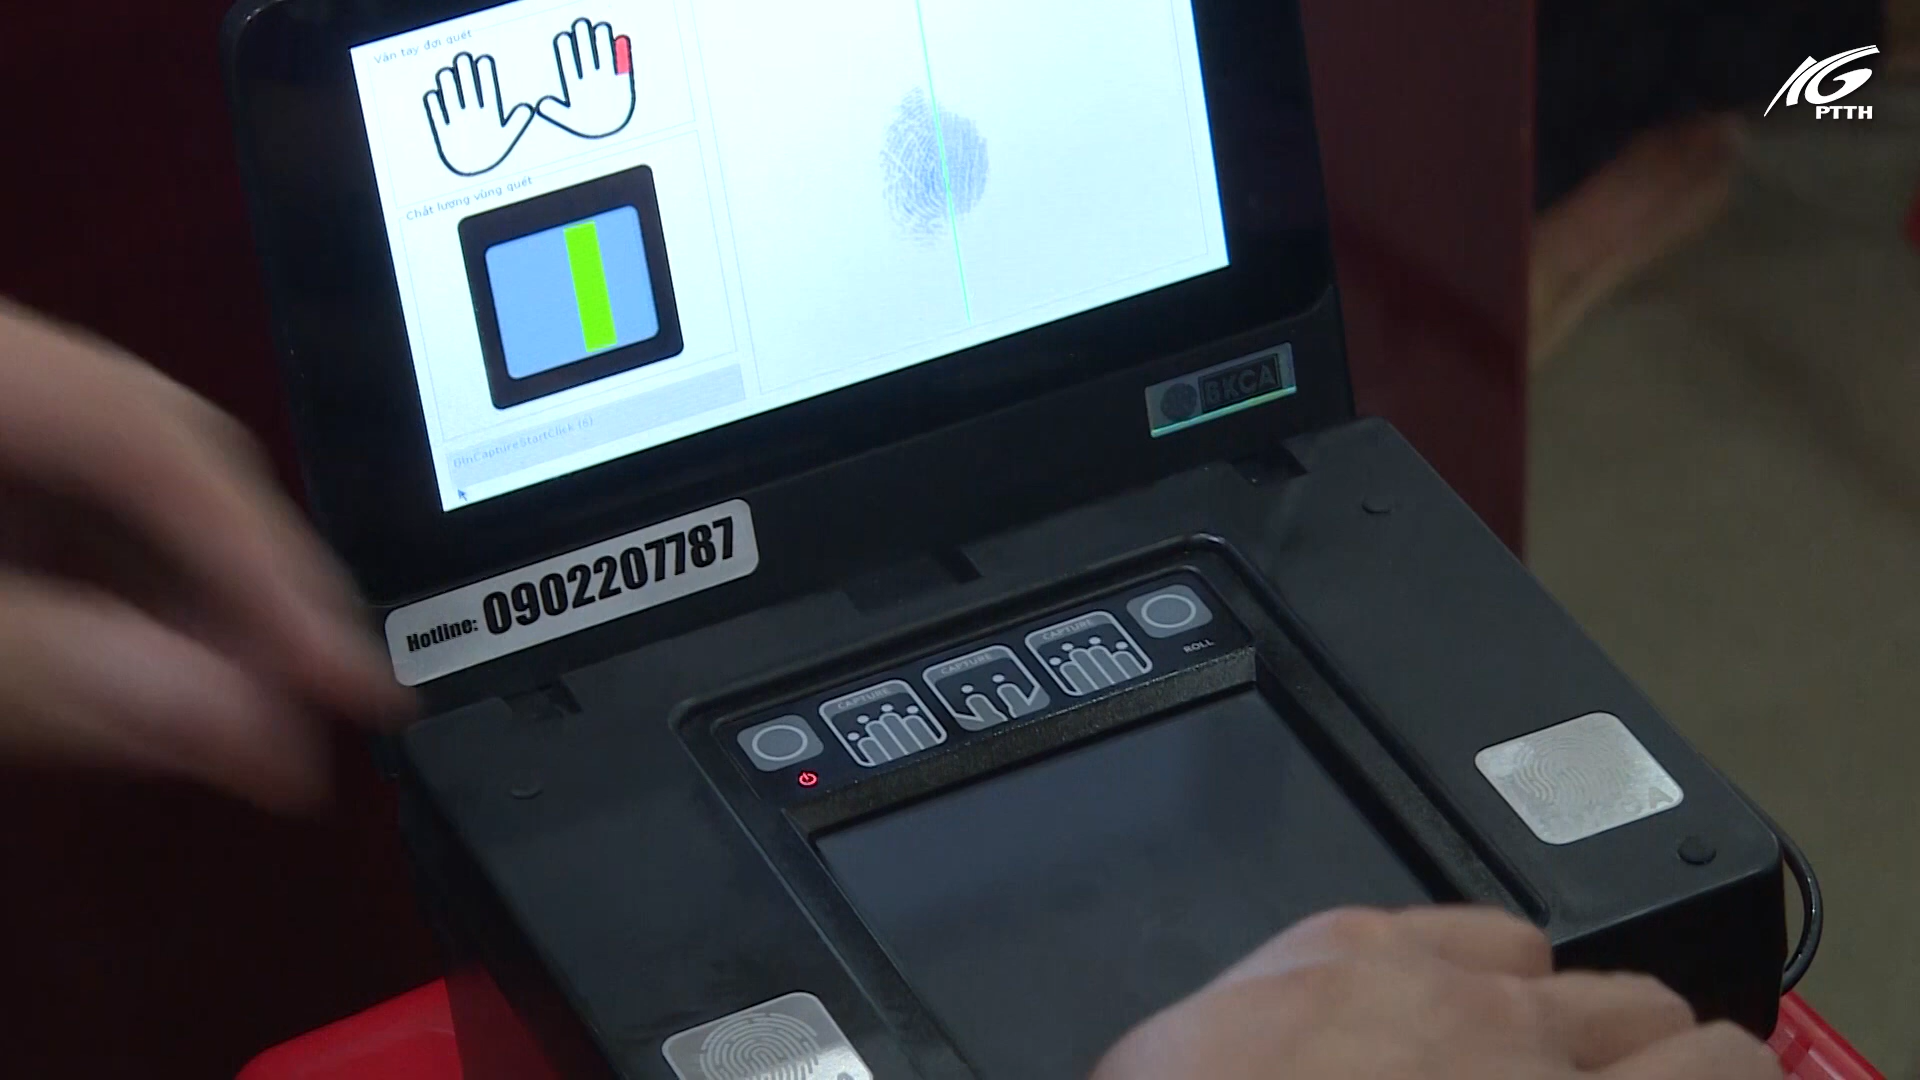 Vân tay đợi quét
PTTH
Chất lượng vùng quét
BKCA
BtnCaptureStartClick (6)
Hotline: 0902207787
CAPTURE
CAPTURE
CAPTURE
ROLL